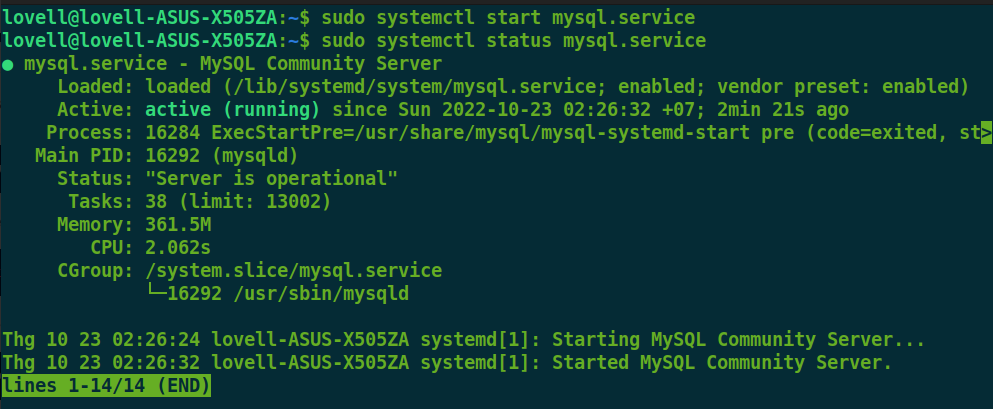 lovell@lovell-ASUS-X505ZA:~$ sudo systemctl start mysql.service
lovell@lovell-ASUS-X505ZA:~$ sudo systemctl status mysql.service
● mysql.service - MySQL Community Server
     Loaded: loaded (/lib/systemd/system/mysql.service; enabled; vendor preset: enabled)
     Active: active (running) since Sun 2022-10-23 02:26:32 +07; 2min 21s ago
    Process: 16284 ExecStartPre=/usr/share/mysql/mysql-systemd-start pre (code=exited, st>
   Main PID: 16292 (mysqld)
     Status: "Server is operational"
      Tasks: 38 (limit: 13002)
     Memory: 361.5M
        CPU: 2.062s
     CGroup: /system.slice/mysql.service
             └─16292 /usr/sbin/mysqld
Thg 10 23 02:26:24 lovell-ASUS-X505ZA systemd[1]: Starting MySQL Community Server...
Thg 10 23 02:26:32 lovell-ASUS-X505ZA systemd[1]: Started MySQL Community Server.
lines 1-14/14 (END)